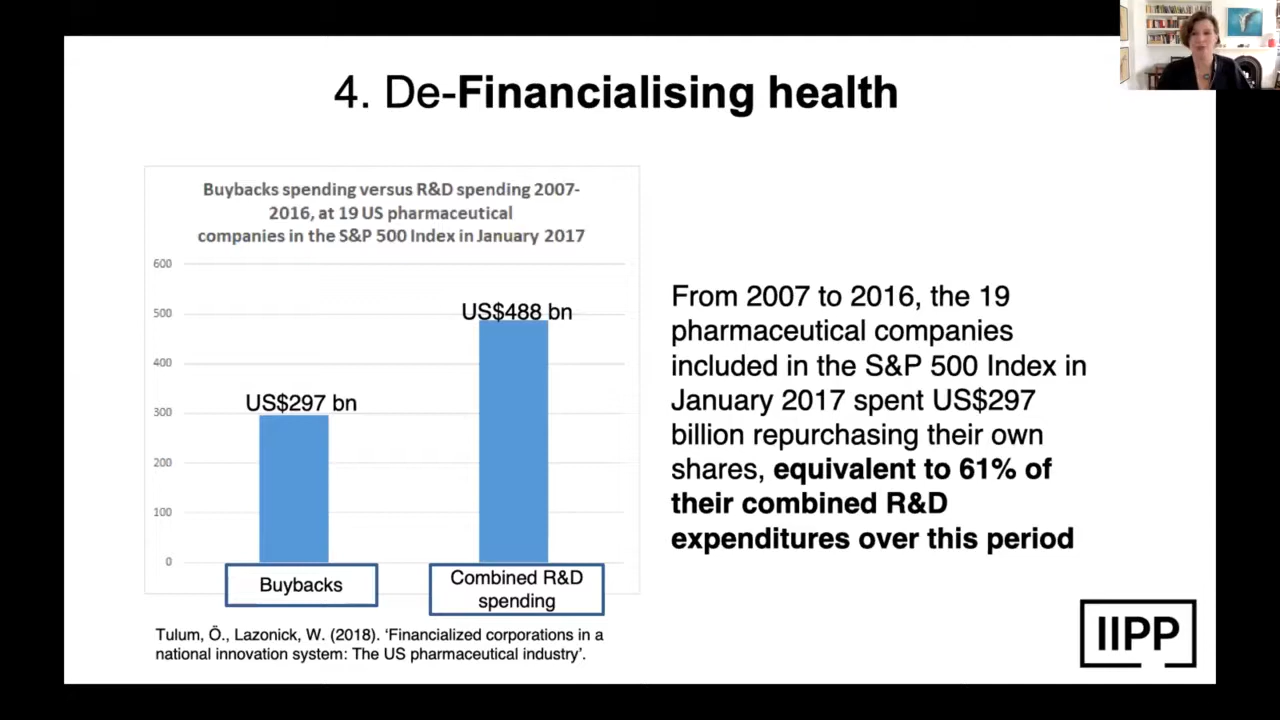 4. De-Financialising health
Buybacks spending versus R&D spending 2007-
2016, at 19 US pharmaceutical
companies in the S&P 500 Index in January 2017
600
500
400
300
200
100
0
US$297 bn
US$488 bn
Buybacks
Combined R&D
spending
Tulum, Ö., Lazonick, W. (2018). ‘Financialized corporations in a
national innovation system: The US pharmaceutical industry’.
From 2007 to 2016, the 19
pharmaceutical companies
included in the S&P 500 Index in
January 2017 spent US$297
billion repurchasing their own
shares, equivalent to 61% of
their combined R&D
expenditures over this period
IIPP